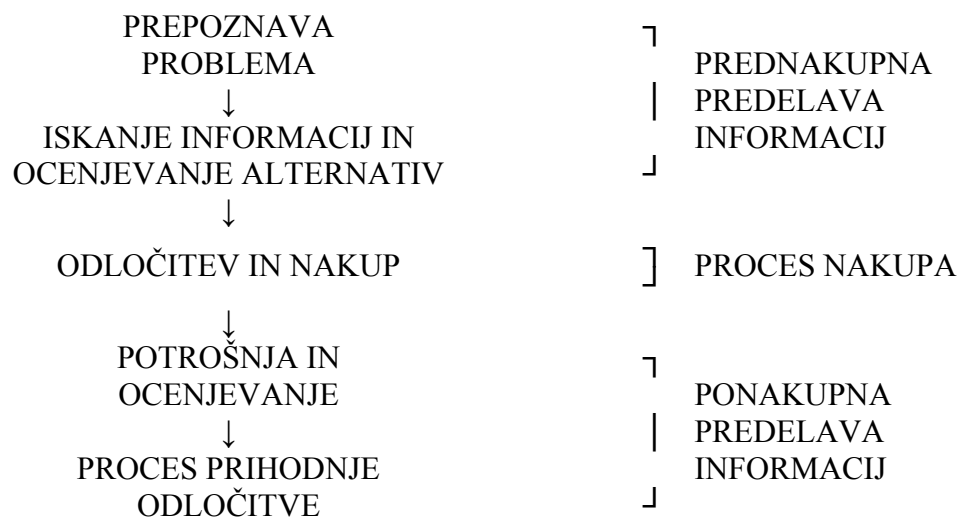 PREPOZNAVA
PROBLEMA
↓
ISKANJE INFORMACIJ IN
OCENJEVANJE ALTERNATIV
↓
ODLOČITEV IN NAKUP
↓
POTROŠNJA IN
OCENJEVANJE
↓
PROCES PRIHODNJE
ODLOČITVE
PREDNAKUPNA
PREDELAVA
INFORMACIJ
PROCES NAKUPA
PONAKUPNA
PREDELAVA
INFORMACIJ